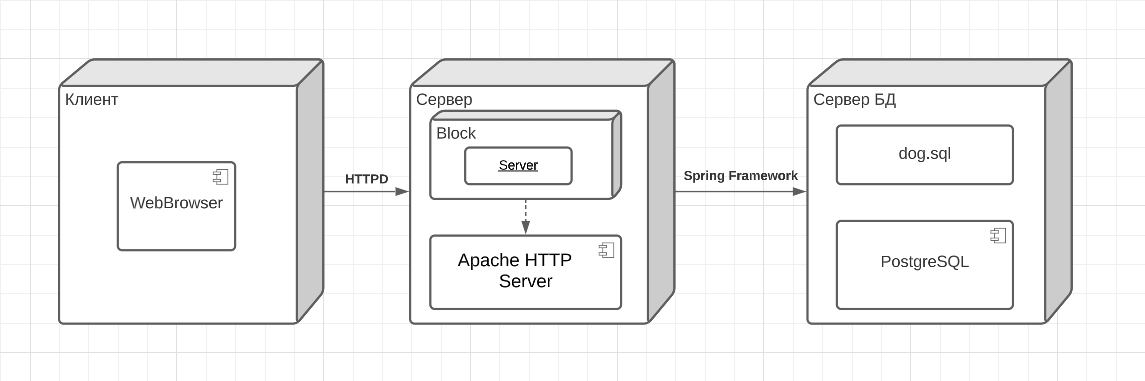 Клиент
WebBrowser
HTTPD
Сервер
Block
Server
Apache HTTP
Server
Spring Framework
Сервер БД
dog.sql
PostgreSQL